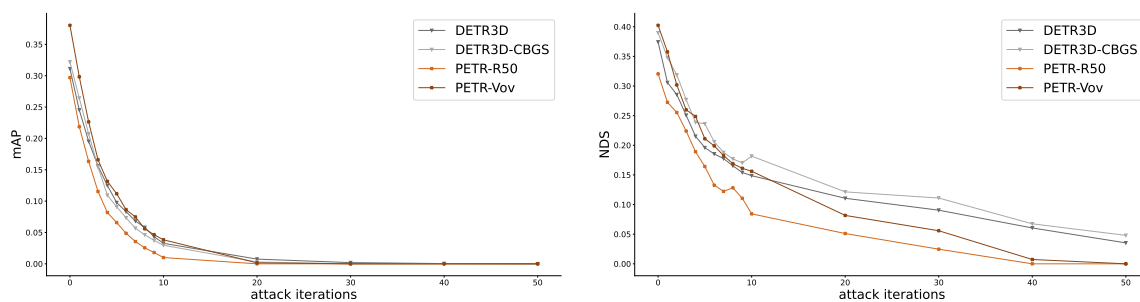 DETR3D
DETR3D-CBGS
PETR-R50
PETR-Vov
mAP
0.35
0.30
0.25
0.20
0.15
0.10
0.05
0.00
0 10 20 30 40 50
attack iterations
DETR3D
DETR3D-CBGS
PETR-R50
PETR-Vov
NDS
0.40
0.35
0.30
0.25
0.20
0.15
0.10
0.05
0.00
0 10 20 30 40 50
attack iterations